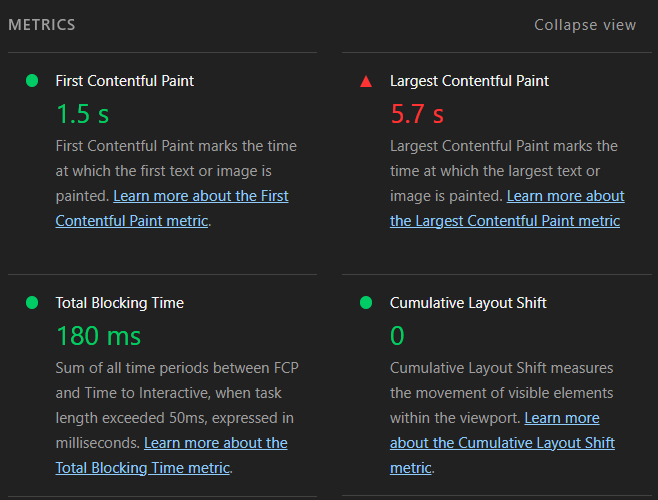 METRICS
Collapse view
First Contentful Paint
1.5 s
First Contentful Paint marks the time
at which the first text or image is
painted. Learn more about the First
Contentful Paint metric.
Largest Contentful Paint
5.7 s
Largest Contentful Paint marks the
time at which the largest text or
image is painted. Learn more about
the Largest Contentful Paint metric
Total Blocking Time
180 ms
Sum of all time periods between FCP
and Time to Interactive, when task
length exceeded 50ms, expressed in
milliseconds. Learn more about the
Total Blocking Time metric.
Cumulative Layout Shift
0
Cumulative Layout Shift measures
the movement of visible elements
within the viewport. Learn more
about the Cumulative Layout Shift
metric.